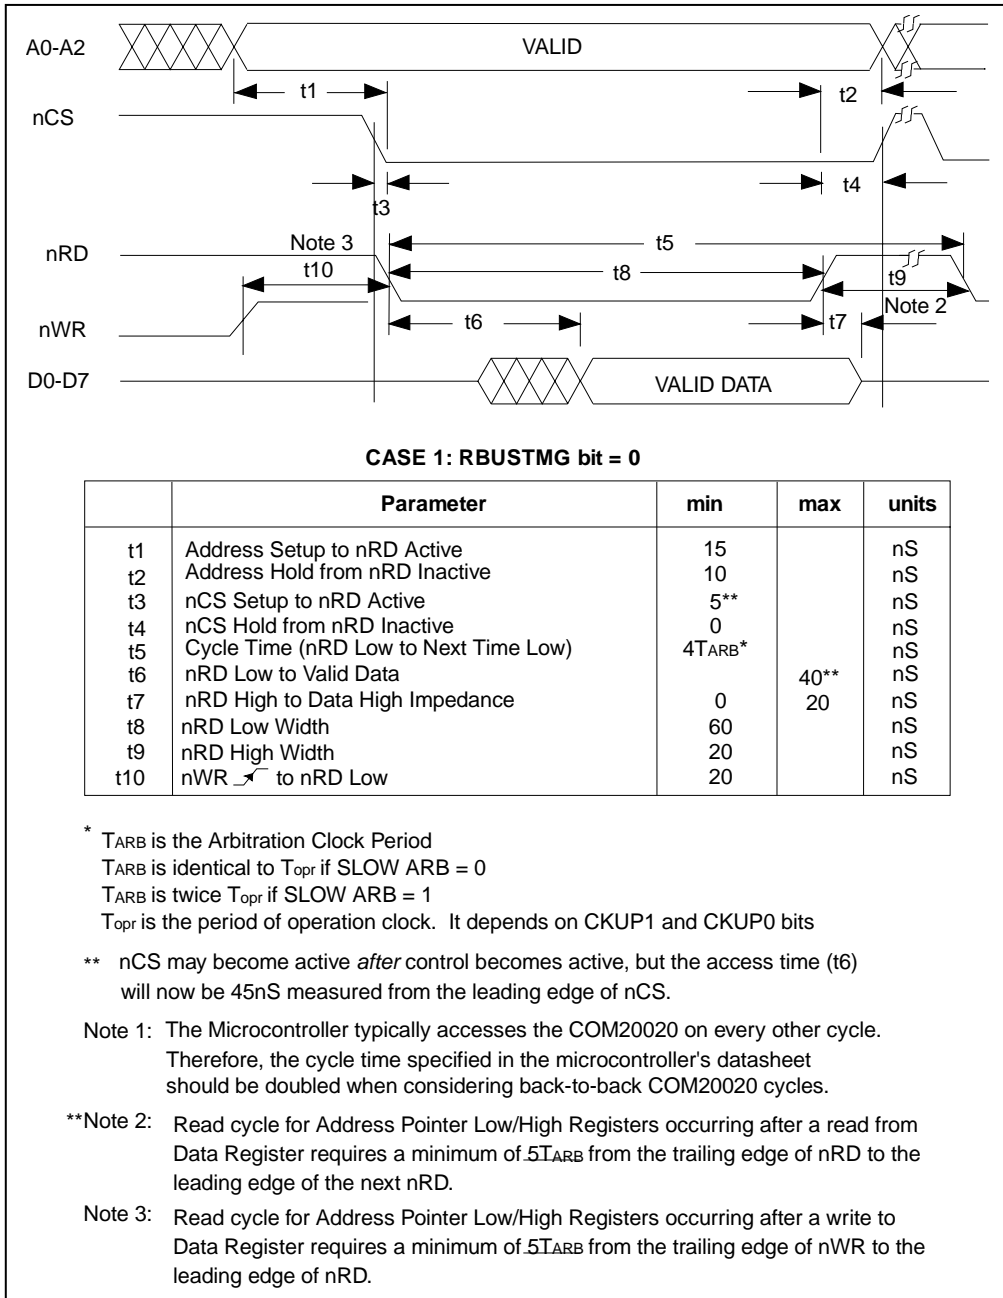 A0-A2 VALID
t1 t2
nCS
t3 t4
nRD Note 3 t5
t10 t8 t9
nWR t6 t7 Note 2
D0-D7 VALID DATA
CASE 1: RBUSTMG bit = 0
Parameter min max units
t1 Address Setup to nRD Active 15 nS
t2 Address Hold from nRD Inactive 10 nS
t3 nCS Setup to nRD Active 5** nS
t4 nCS Hold from nRD Inactive 0 nS
t5 Cycle Time (nRD Low to Next Time Low) 4TARB* nS
t6 nRD Low to Valid Data 40** nS
t7 nRD High to Data High Impedance 0 20 nS
t8 nRD Low Width 60 nS
t9 nRD High Width 20 nS
t10 nWR to nRD Low 20 nS
* TARB is the Arbitration Clock Period
TARB is identical to Topr if SLOW ARB = 0
TARB is twice Topr if SLOW ARB = 1
Topr is the period of operation clock. It depends on CKUP1 and CKUP0 bits
** nCS may become active after control becomes active, but the access time (t6)
will now be 45nS measured from the leading edge of nCS.
Note 1: The Microcontroller typically accesses the COM20020 on every other cycle.
Therefore, the cycle time specified in the microcontroller's datasheet
should be doubled when considering back-to-back COM20020 cycles.
**Note 2: Read cycle for Address Pointer Low/High Registers occurring after a read from
Data Register requires a minimum of 5TARB from the trailing edge of nRD to the
leading edge of the next nRD.
Note 3: Read cycle for Address Pointer Low/High Registers occurring after a write to
Data Register requires a minimum of 5TARB from the trailing edge of nWR to the
leading edge of nRD.